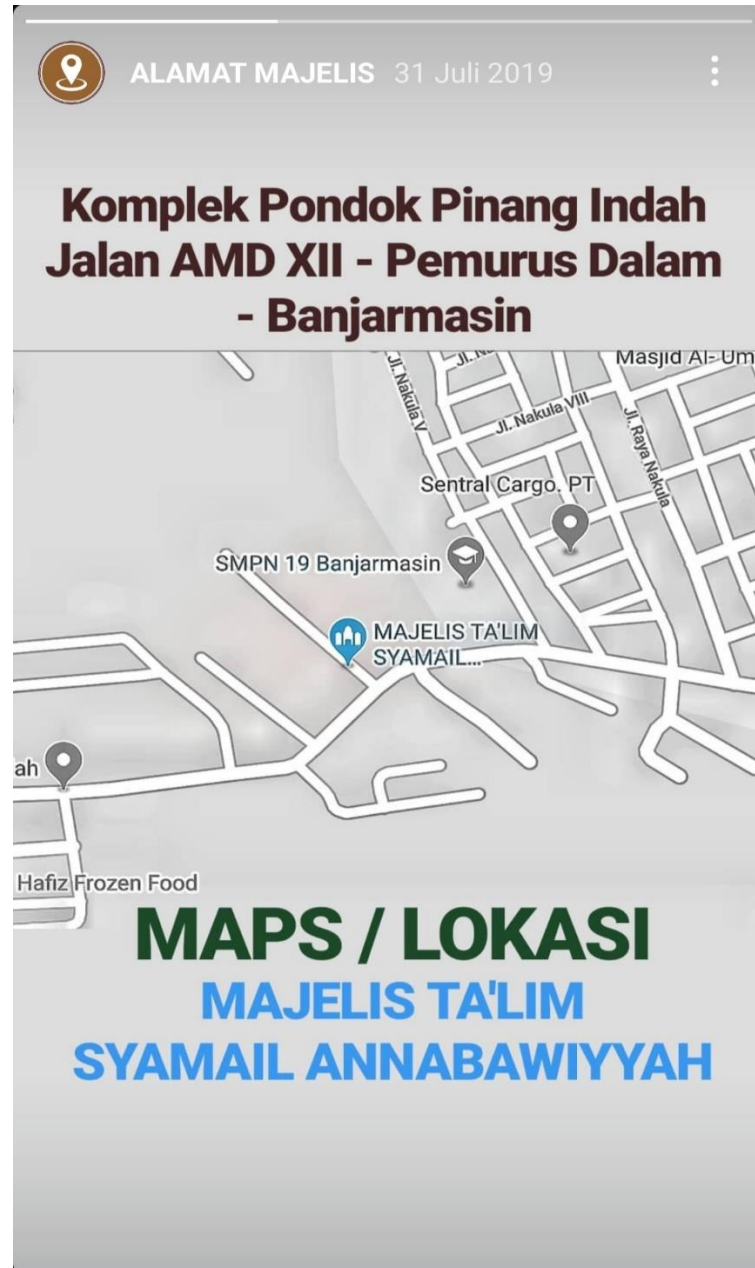 ALAMAT MAJELIS 31 Juli 2019
Komplek Pondok Pinang Indah
Jalan AMD XII - Pemurus Dalam
- Banjarmasin
Masjid Al- Um
Jl. Nakula V
Jl. Nakula VIII
Jl. Raya Nakula
Sentral Cargo. PT
SMPN 19 Banjarmasin
MAJELIS TA'LIM
SYAMAIL...
ah
Hafiz Frozen Food
MAPS / LOKASI
MAJELIS TA'LIM
SYAMAIL ANNABAWIYYAH